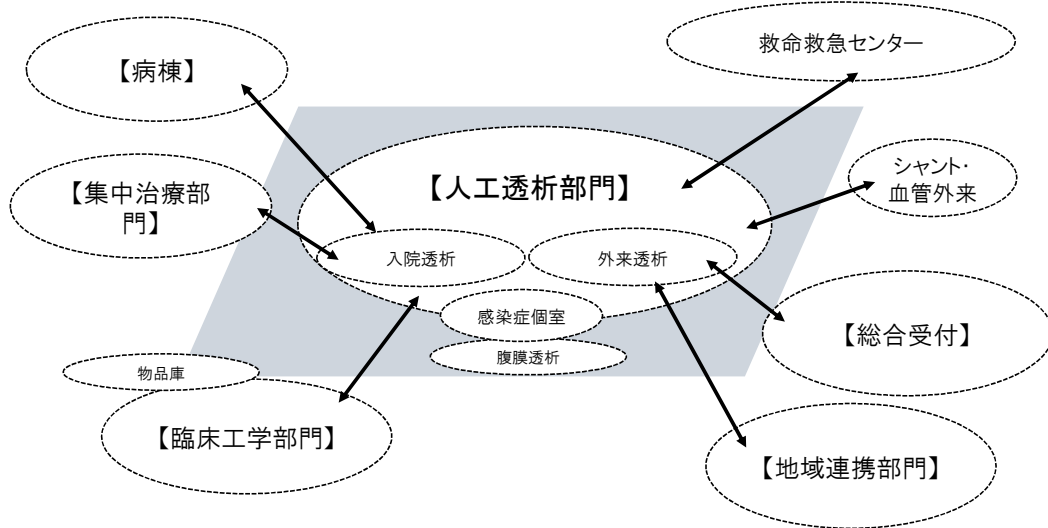 【病棟】
救命救急センター
【集中治療部
門】
【人工透析部門】
シャント・
血管外来
入院透析
外来透析
感染症個室
【総合受付】
腹膜透析
物品庫
【臨床工学部門】
【地域連携部門】